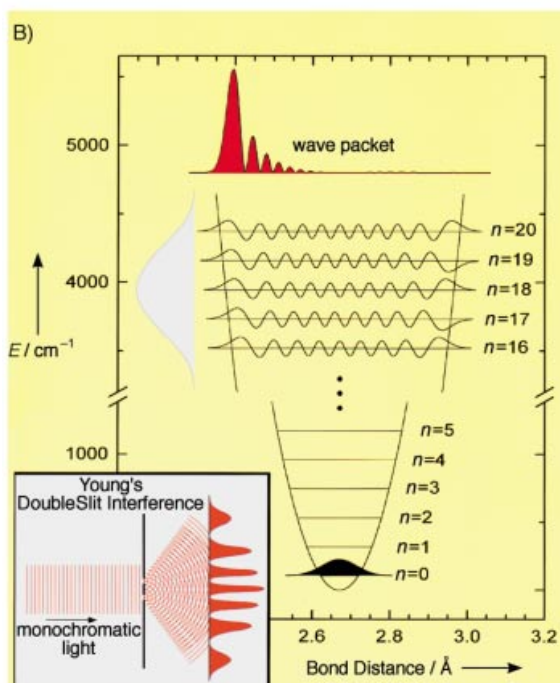 B)
5000
wave packet
n=20
n=19
4000
n=18
E / cm⁻¹
n=17
n=16
n=5
1000
n=4
Young's
DoubleSlit Interference
n=3
n=2
n=1
n=0
monochromatic
light
2.6
2.8
3.0
3.2
Bond Distance / Å